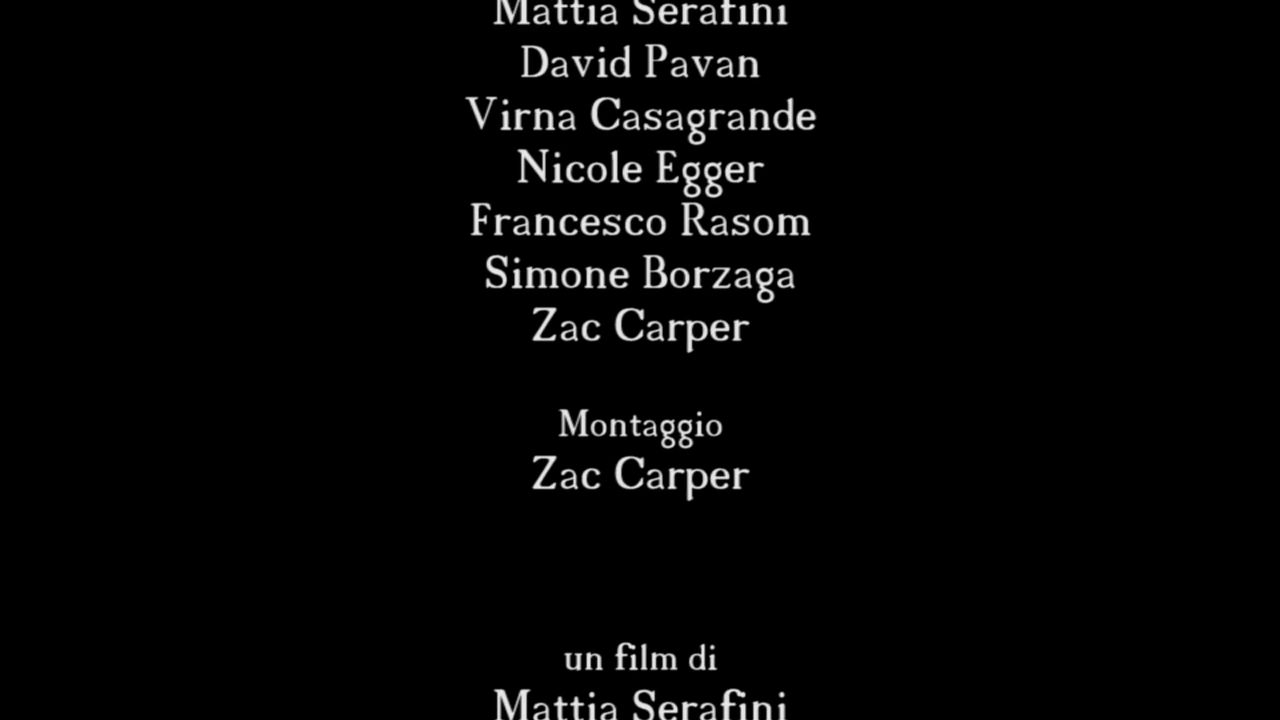 Mattia Serafini
David Pavan
Virna Casagrande
Nicole Egger
Francesco Rasom
Simone Borzaga
Zac Carper
Montaggio
Zac Carper
un film di
Mattia Serafini